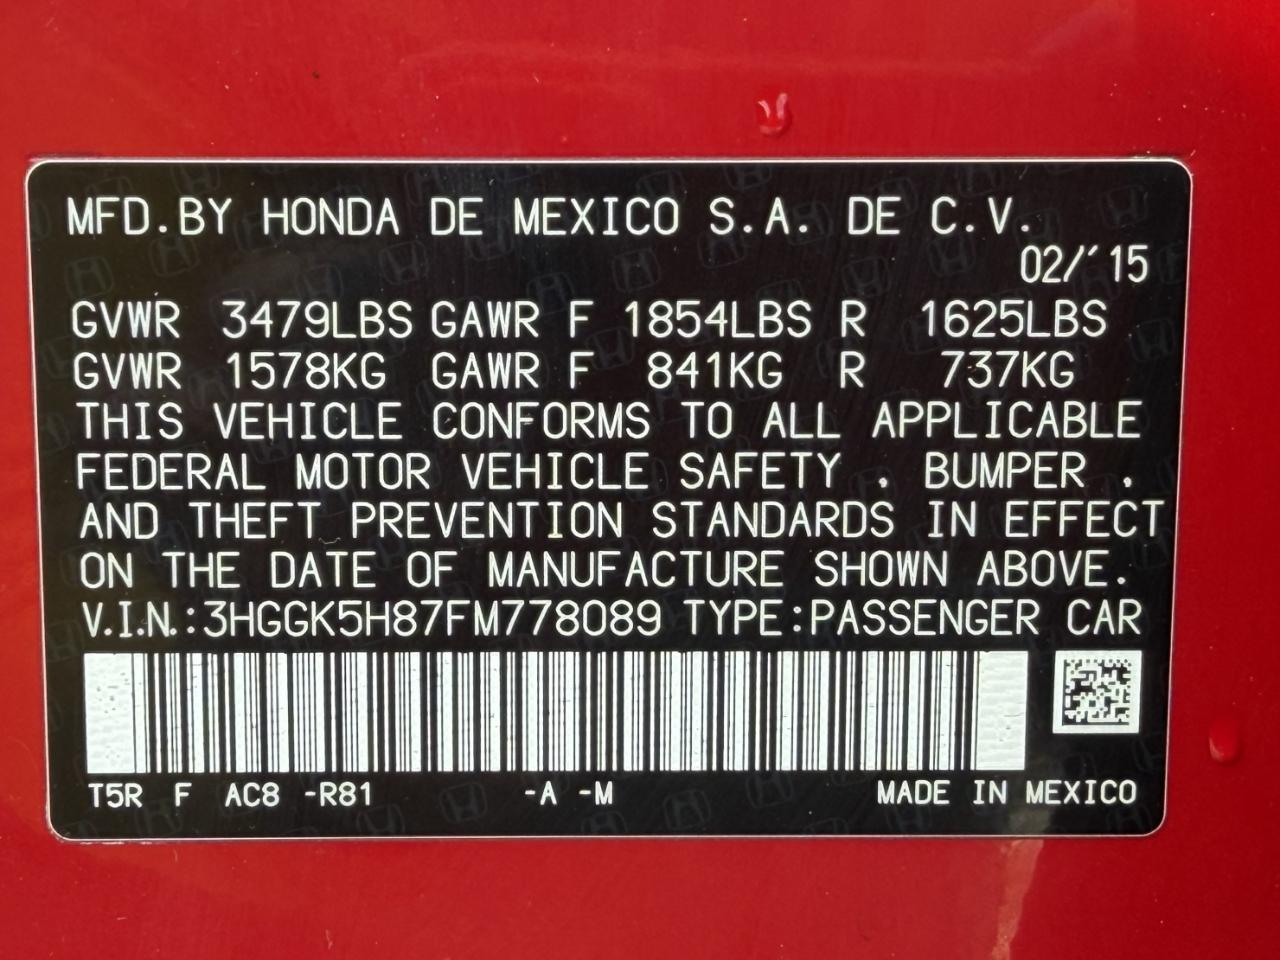 MFD.BY HONDA DE MEXICO S.A. DE C.V.
02/'15
GVWR 3479LBS GAWR F 1854LBS R 1625LBS
GVWR 1578KG GAWR F 841KG R 737KG
THIS VEHICLE CONFORMS TO ALL APPLICABLE
FEDERAL MOTOR VEHICLE SAFETY , BUMPER ,
AND THEFT PREVENTION STANDARDS IN EFFECT
ON THE DATE OF MANUFACTURE SHOWN ABOVE.
V.I.N.:3HGGK5H87FM778089 TYPE:PASSENGER CAR
T5R F AC8 -R81 -A -M MADE IN MEXICO